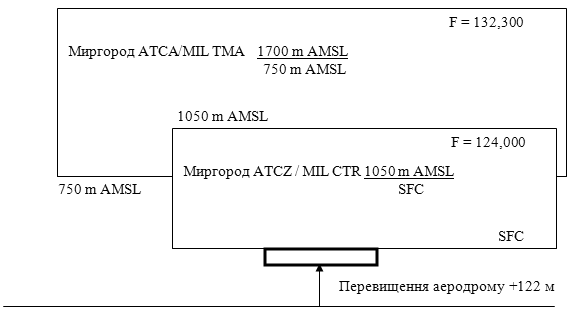 F = 132,300
Миргород АТСА/MIL TMA 1700 m AMSL
750 m AMSL
1050 m AMSL
F = 124,000
Миргород ATCZ / MIL CTR 1050 m AMSL
SFC
750 m AMSL
SFC
Перевищення аеродрому +122 м